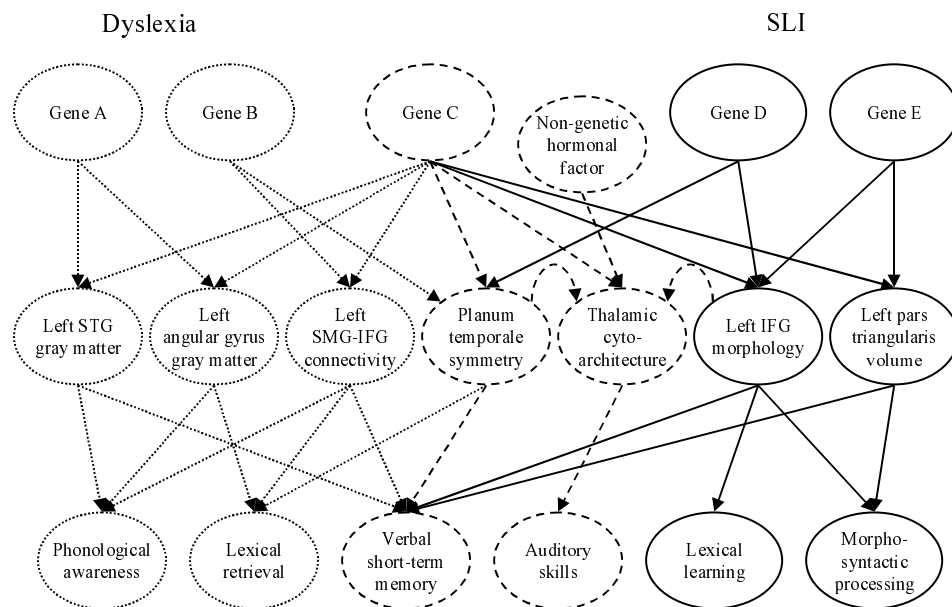 Dyslexia
SLI
Gene A
Gene B
Gene C
Non-genetic
hormonal
factor
Gene D
Gene E
Left STG
gray matter
Left
angular gyrus
gray matter
Left
SMG-IFG
connectivity
Planum
temporale
symmetry
Thalamic
cyto-
architecture
Left IFG
morphology
Left pars
triangularis
volume
Phonological
awareness
Lexical
retrieval
Verbal
short-term
memory
Auditory
skills
Lexical
learning
Morpho-
syntactic
processing